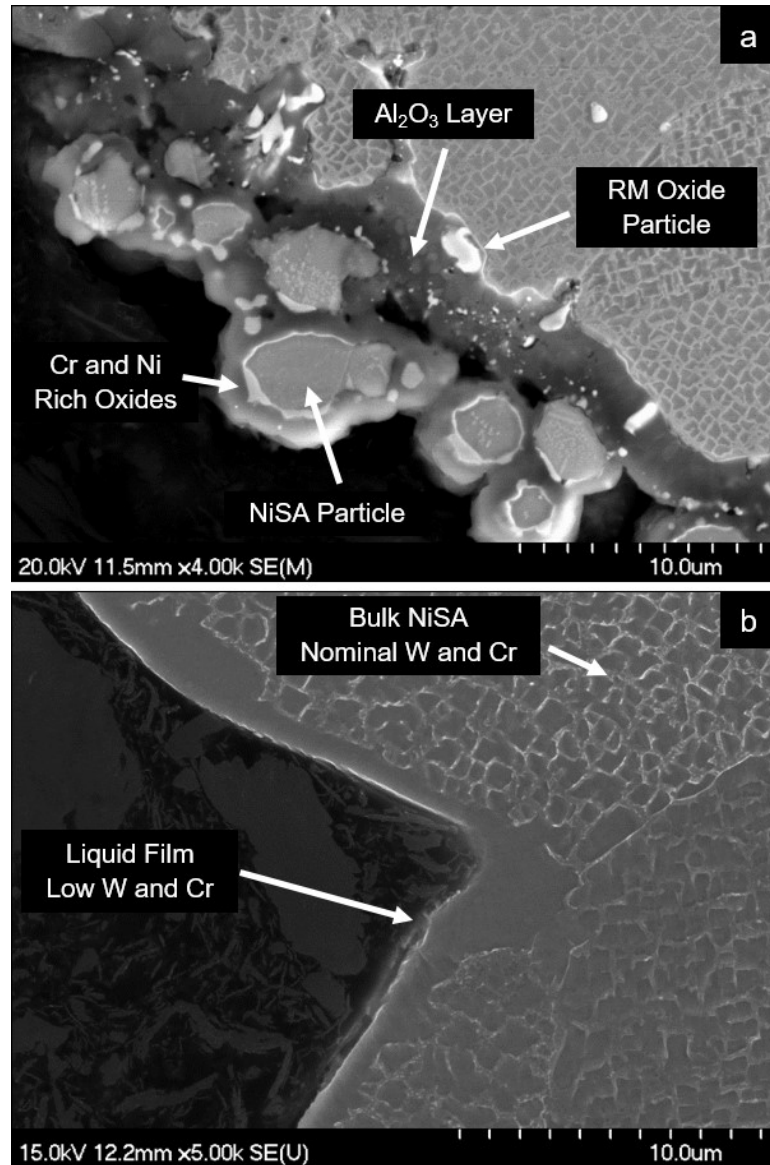 a
Al₂O₃ Layer
RM Oxide
Particle
Cr and Ni
Rich Oxides
NiSA Particle
20.0kV 11.5mm x4.00k SE(M)
10.0um
b
Bulk NiSA
Nominal W and Cr
Liquid Film
Low W and Cr
15.0kV 12.2mm x5.00k SE(U)
10.0um